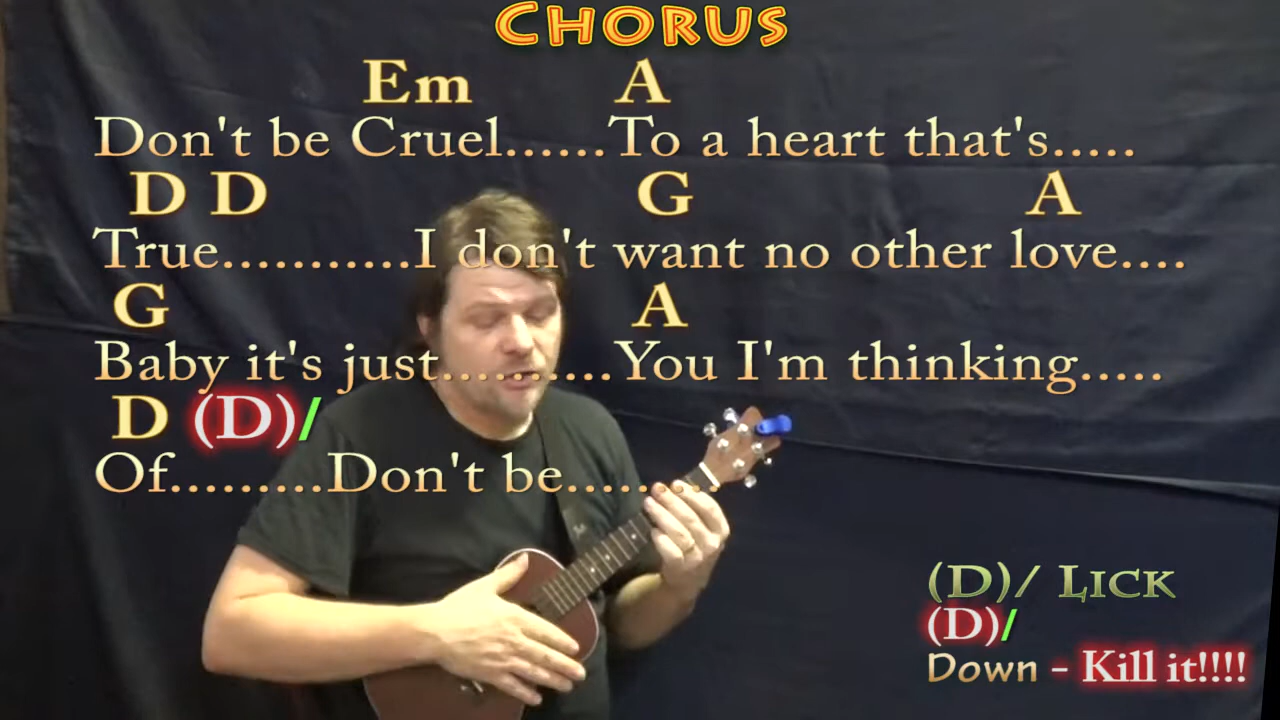 CHORUS
Em A
Don't be Cruel......To a heart that's.....
D D G A
True...........I don't want no other love....
G A
Baby it's just..........You I'm thinking.....
D (D)/
Of.........Don't be.........
(D)/ LICK
(D)/
Down - Kill it!!!!